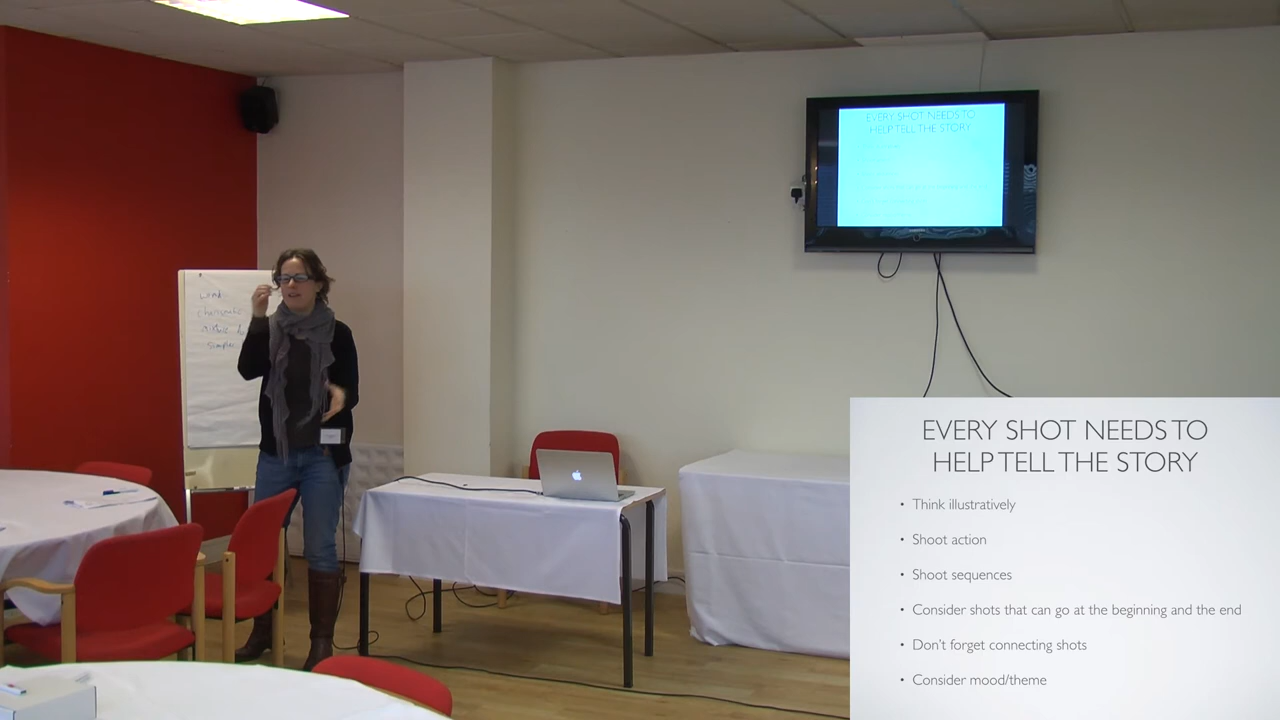 EVERY SHOT NEEDS TO
HELP TELL THE STORY
EVERY SHOT NEEDS TO
HELP TELL THE STORY
• Think illustratively
• Shoot action
• Shoot sequences
• Consider shots that can go at the beginning and the end
• Don't forget connecting shots
• Consider mood/theme